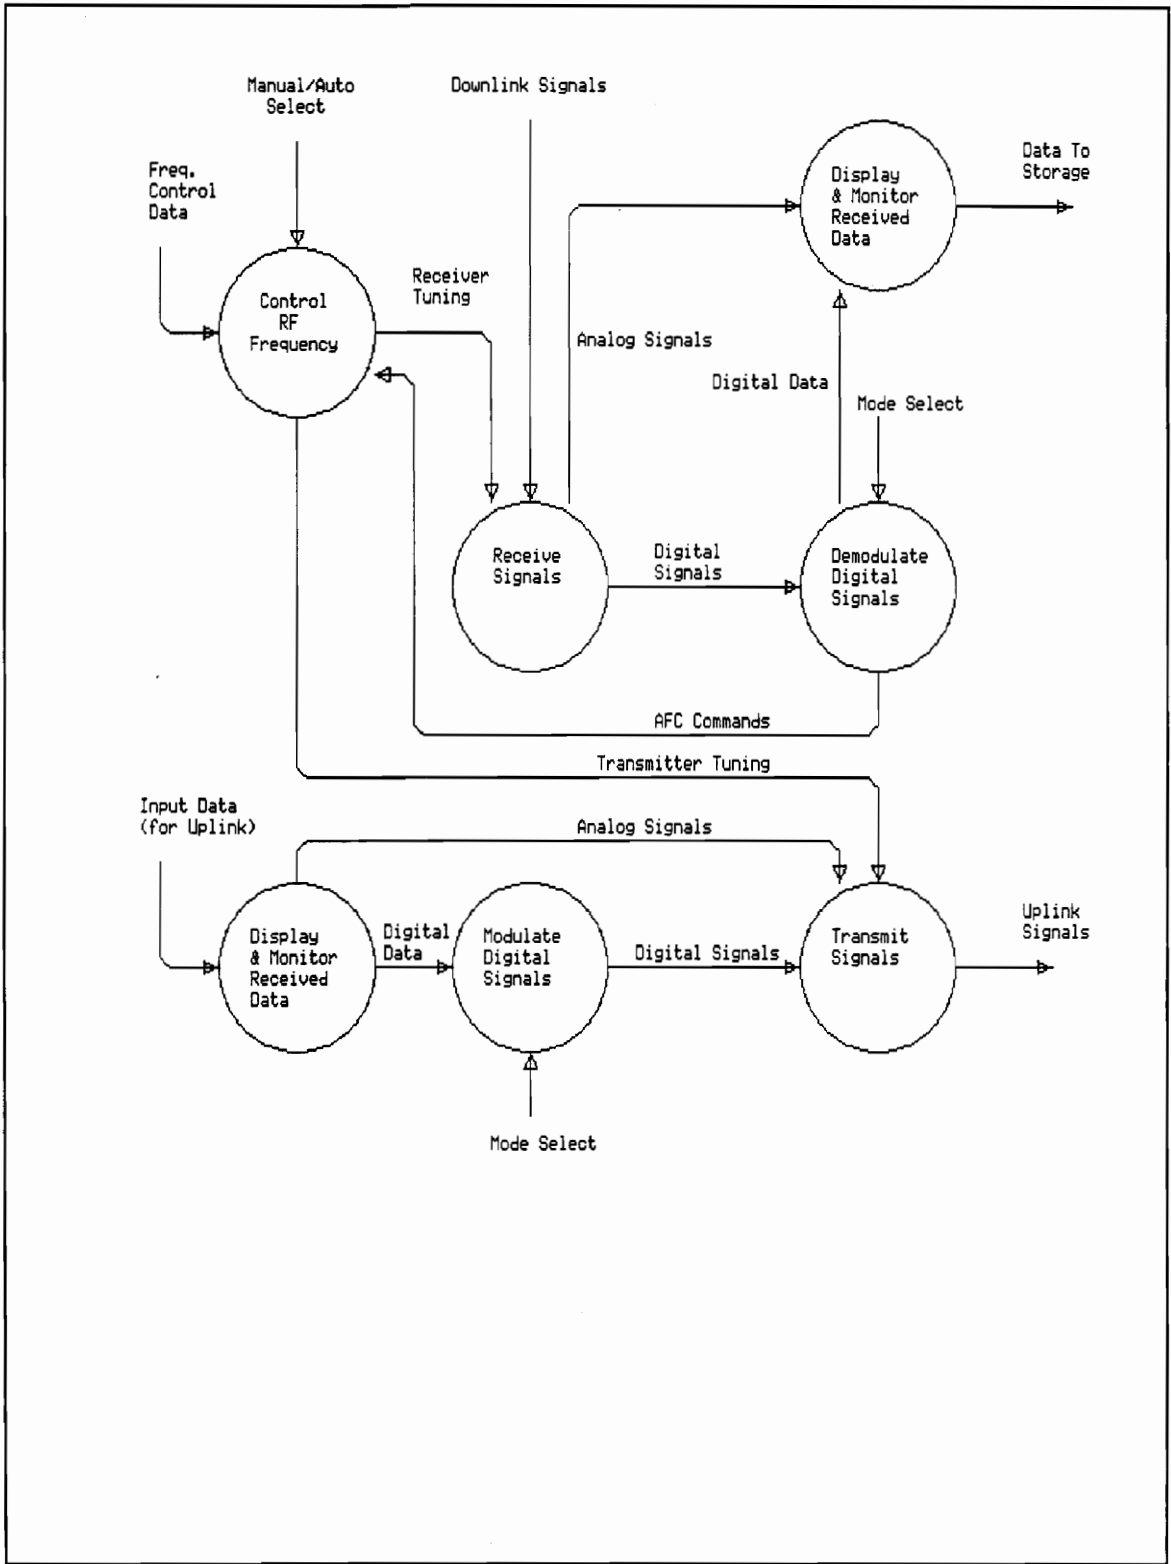 Manual/Auto
Select
Downlink Signals
Freq.
Control
Data
Display
& Monitor
Received
Data
Data To
Storage
Control
RF
Frequency
Receiver
Tuning
Analog Signals
Digital Data
Mode Select
Receive
Signals
Digital
Signals
Demodulate
Digital
Signals
AFC Commands
Transmitter Tuning
Input Data
(for Uplink)
Analog Signals
Display
& Monitor
Received
Data
Digital
Data
Modulate
Digital
Signals
Digital Signals
Transmit
Signals
Uplink
Signals
Mode Select